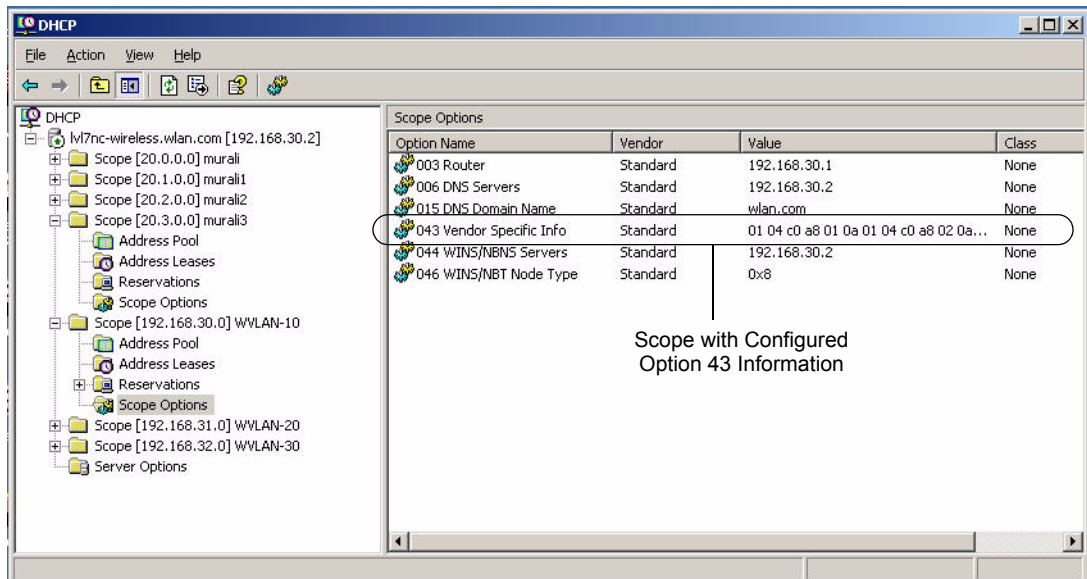 DHCP
File Action View Help
DHCP
lvl7nc-wireless.wlan.com [192.168.30.2]
Scope [20.0.0.0] murali
Scope [20.1.0.0] murali1
Scope [20.2.0.0] murali2
Scope [20.3.0.0] murali3
Address Pool
Address Leases
Reservations
Scope Options
Scope [192.168.30.0] WVLAN-10
Address Pool
Address Leases
Reservations
Scope Options
Scope [192.168.31.0] WVLAN-20
Scope [192.168.32.0] WVLAN-30
Server Options
Scope Options
Option Name Vendor Value Class
003 Router Standard 192.168.30.1 None
006 DNS Servers Standard 192.168.30.2 None
015 DNS Domain Name Standard wlan.com None
043 Vendor Specific Info Standard 01 04 c0 a8 01 0a 01 04 c0 a8 02 0a... None
044 WINS/NBNS Servers Standard 192.168.30.2 None
046 WINS/NBT Node Type Standard 0x8 None
Scope with Configured
Option 43 Information